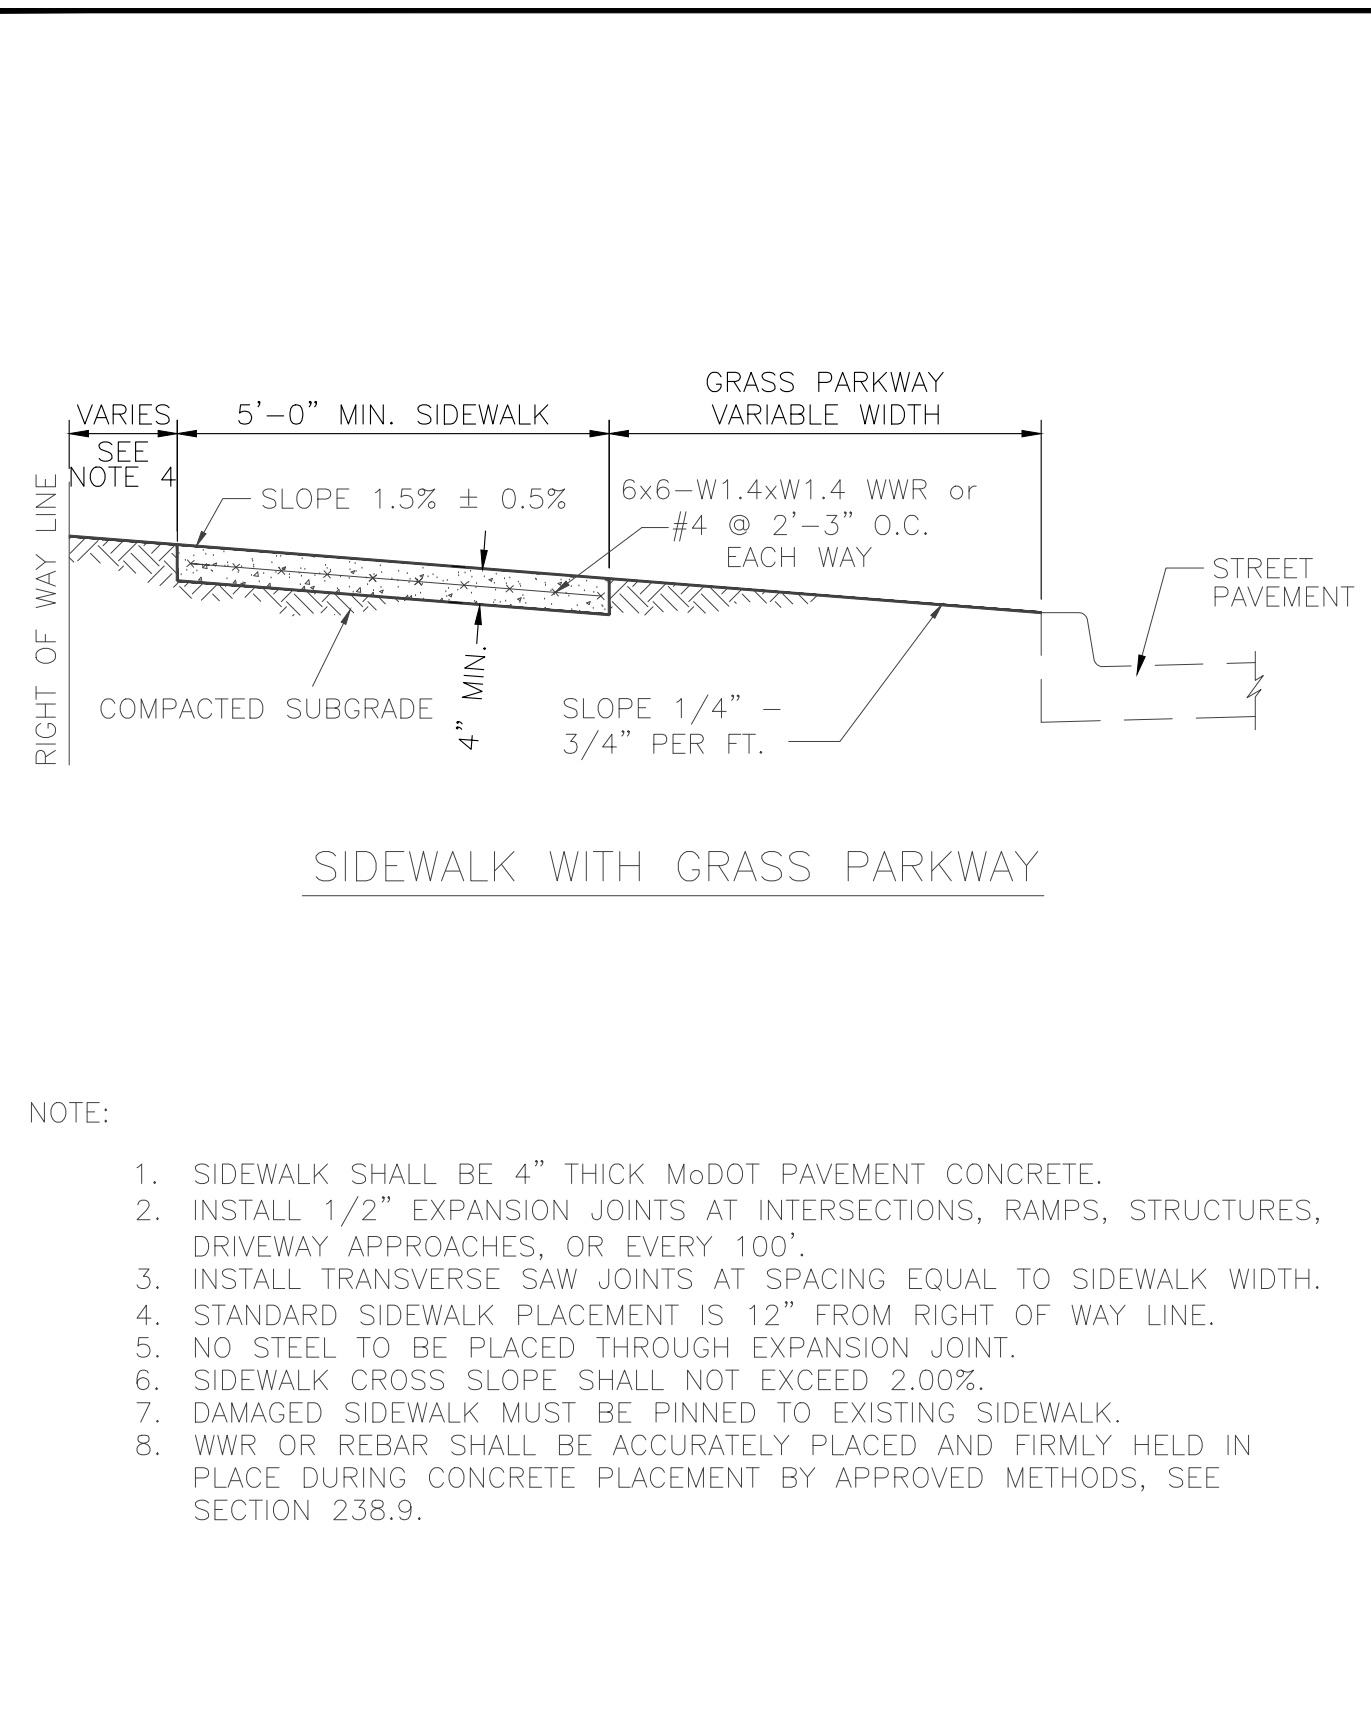 GRASS PARKWAY
VARIABLE WIDTH
VARIES
SEE
NOTE 4
5'-0" MIN. SIDEWALK
SLOPE 1.5% ± 0.5%
6x6-W1.4xW1.4 WWR or
#4 @ 2'-3" O.C.
EACH WAY
STREET
PAVEMENT
RIGHT OF WAY LINE
COMPACTED SUBGRADE
4" MIN.
SLOPE 1/4" -
3/4" PER FT.
SIDEWALK WITH GRASS PARKWAY
NOTE:
1. SIDEWALK SHALL BE 4" THICK MoDOT PAVEMENT CONCRETE.
2. INSTALL 1/2" EXPANSION JOINTS AT INTERSECTIONS, RAMPS, STRUCTURES,
DRIVEWAY APPROACHES, OR EVERY 100'.
3. INSTALL TRANSVERSE SAW JOINTS AT SPACING EQUAL TO SIDEWALK WIDTH.
4. STANDARD SIDEWALK PLACEMENT IS 12" FROM RIGHT OF WAY LINE.
5. NO STEEL TO BE PLACED THROUGH EXPANSION JOINT.
6. SIDEWALK CROSS SLOPE SHALL NOT EXCEED 2.00%.
7. DAMAGED SIDEWALK MUST BE PINNED TO EXISTING SIDEWALK.
8. WWR OR REBAR SHALL BE ACCURATELY PLACED AND FIRMLY HELD IN
PLACE DURING CONCRETE PLACEMENT BY APPROVED METHODS, SEE
SECTION 238.9.